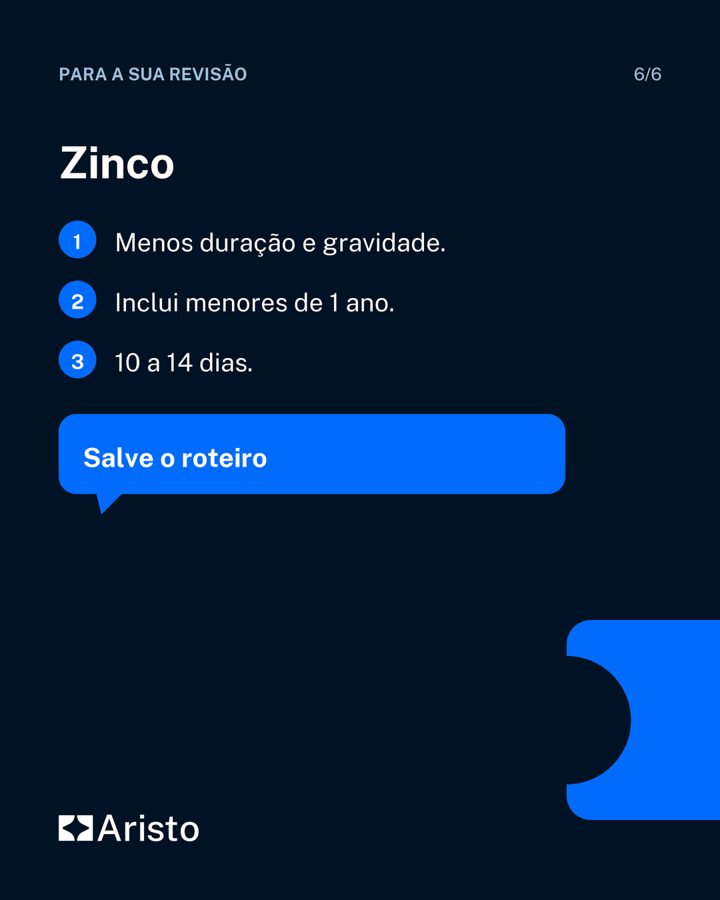 PARA A SUA REVISÃO
6/6
Zinco
1 Menos duração e gravidade.
2 Inclui menores de 1 ano.
3 10 a 14 dias.
Salve o roteiro
Aristo